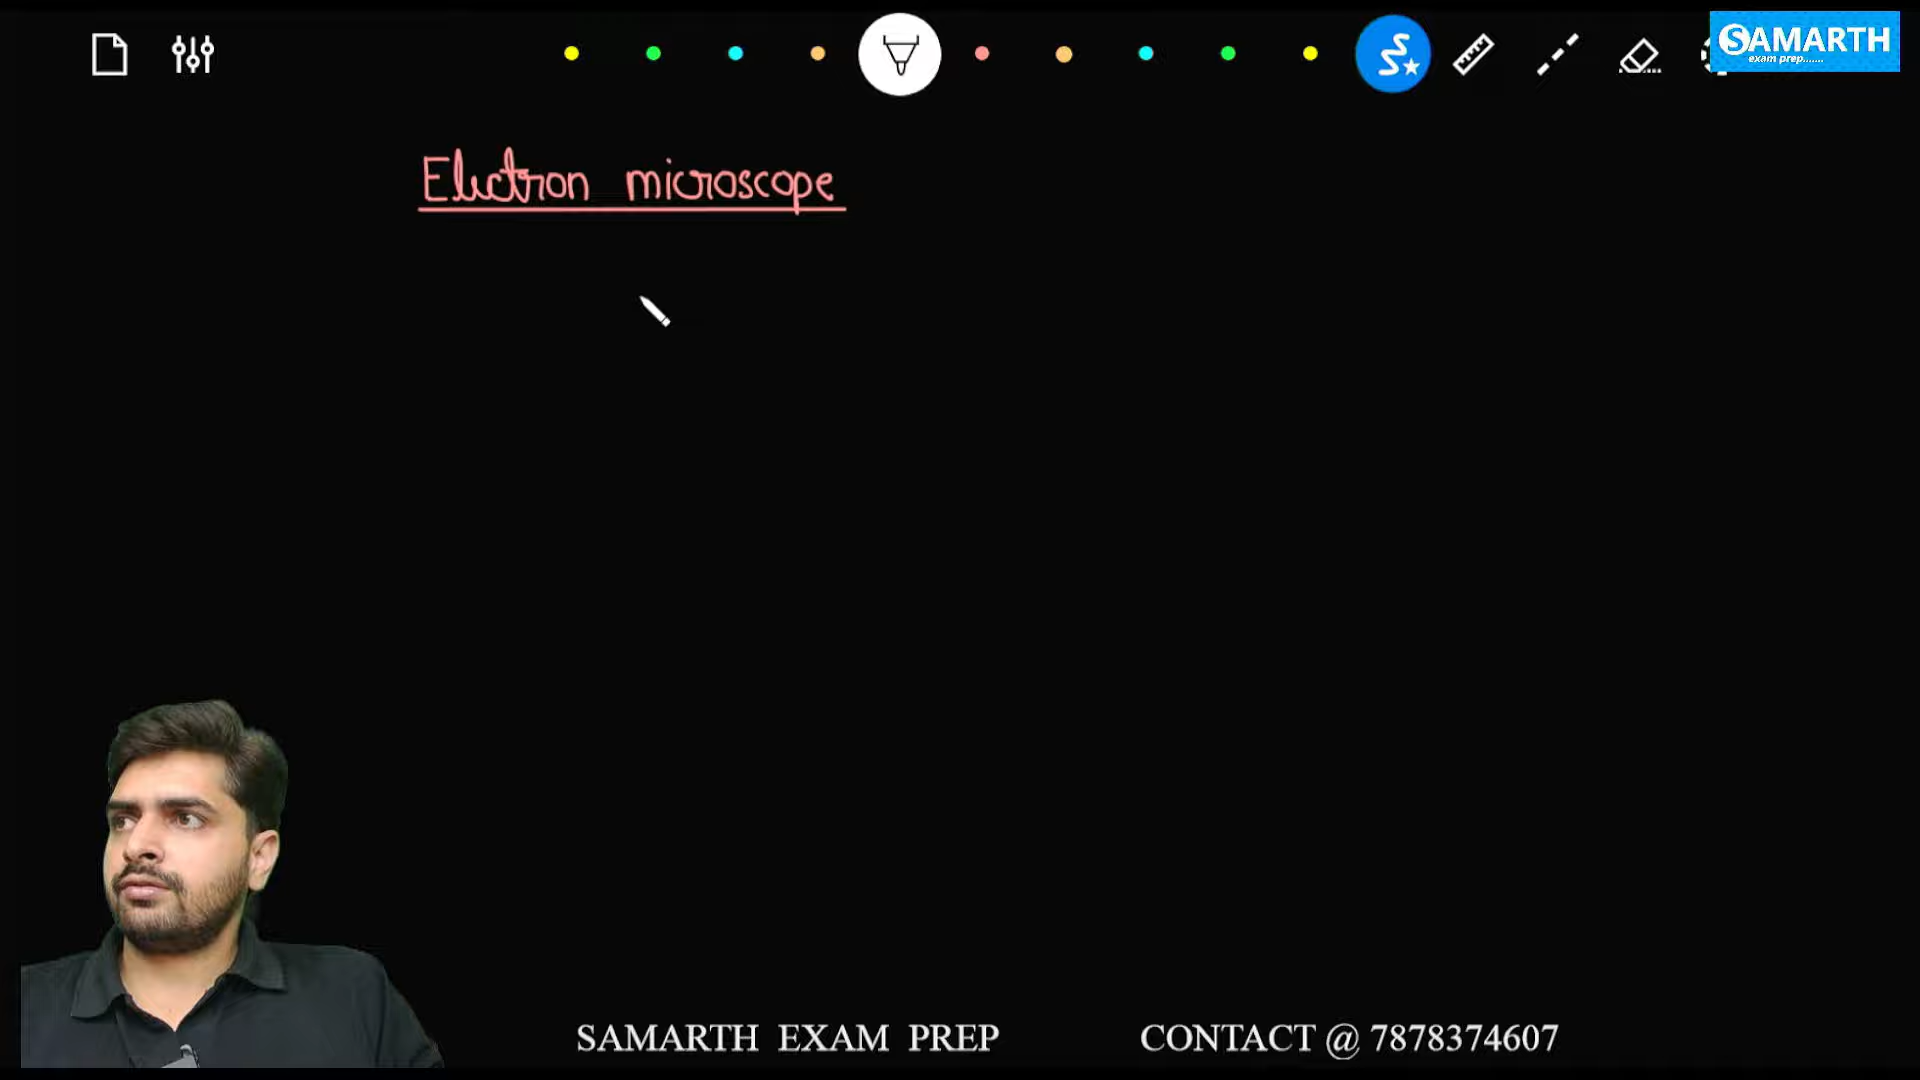 SAMARTH
exam prep.......
Electron microscope
SAMARTH EXAM PREP CONTACT @ 7878374607